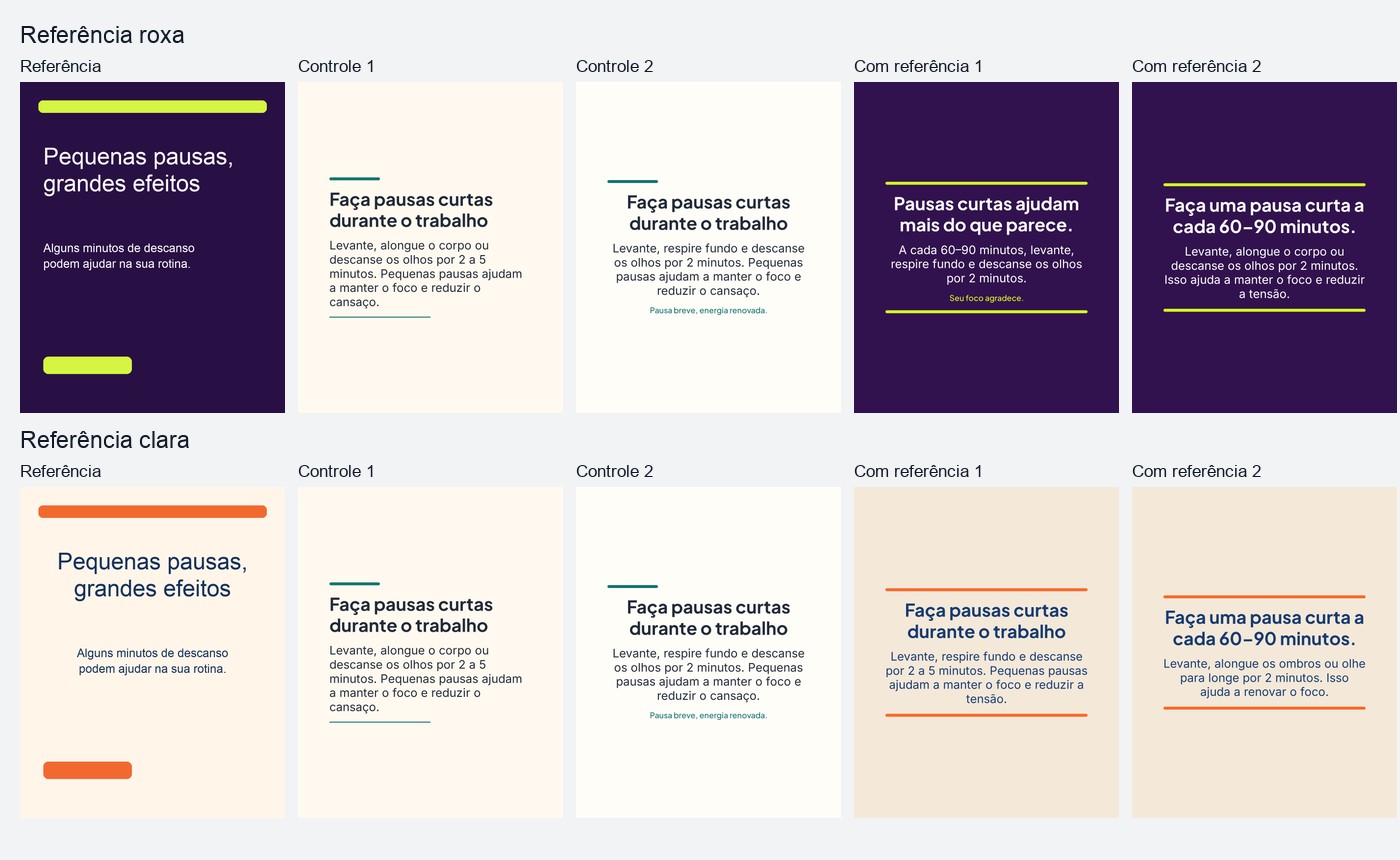 Referência roxa
Referência
Controle 1
Controle 2
Com referência 1
Com referência 2
Pequenas pausas,
grandes efeitos
Alguns minutos de descanso
podem ajudar na sua rotina.
Faça pausas curtas
durante o trabalho
Levante, alongue o corpo ou
descanse os olhos por 2 a 5
minutos. Pequenas pausas ajudam
a manter o foco e reduzir o
cansaço.
Faça pausas curtas
durante o trabalho
Levante, respire fundo e descanse
os olhos por 2 minutos. Pequenas
pausas ajudam a manter o foco e
reduzir o cansaço.
Pausa breve, energia renovada.
Pausas curtas ajudam
mais do que parece.
A cada 60–90 minutos, levante,
respire fundo e descanse os olhos
por 2 minutos.
Seu foco agradece.
Faça uma pausa curta a
cada 60–90 minutos.
Levante, alongue o corpo ou
descanse os olhos por 2 minutos.
Isso ajuda a manter o foco e reduzir
a tensão.
Referência clara
Referência
Controle 1
Controle 2
Com referência 1
Com referência 2
Pequenas pausas,
grandes efeitos
Alguns minutos de descanso
podem ajudar na sua rotina.
Faça pausas curtas
durante o trabalho
Levante, alongue o corpo ou
descanse os olhos por 2 a 5
minutos. Pequenas pausas ajudam
a manter o foco e reduzir o
cansaço.
Faça pausas curtas
durante o trabalho
Levante, respire fundo e descanse
os olhos por 2 minutos. Pequenas
pausas ajudam a manter o foco e
reduzir o cansaço.
Pausa breve, energia renovada.
Faça pausas curtas
durante o trabalho
Levante, respire fundo e descanse
por 2 a 5 minutos. Pequenas pausas
ajudam a manter o foco e reduzir a
tensão.
Faça uma pausa curta a
cada 60–90 minutos.
Levante, alongue os ombros ou olhe
para longe por 2 minutos. Isso
ajuda a renovar o foco.